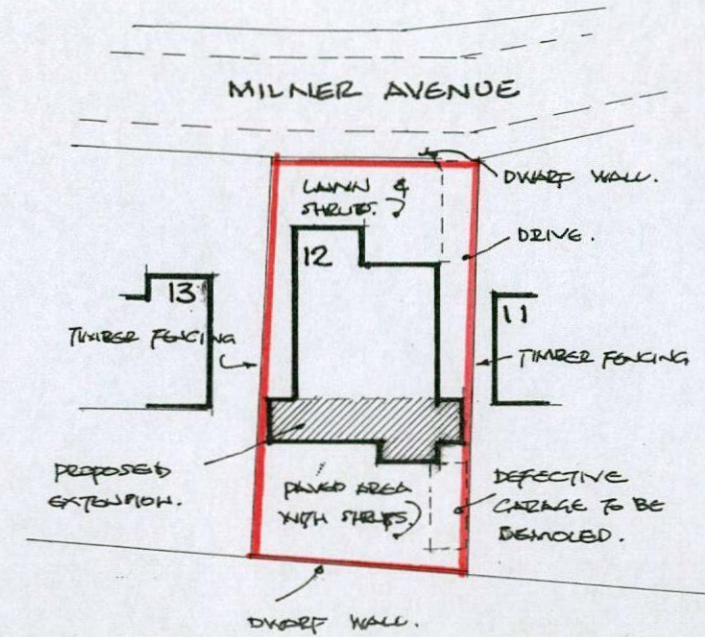 MILNER AVENUE
LAWN &
SHRUBS.
DWARF WALL.
DRIVE.
12
13
11
TIMBER FENCING
TIMBER FENCING
PROPOSED
EXTENSION.
PAVED AREA
WITH SHRUBS
DEFECTIVE
GARAGE TO BE
DEMOLED.
DWARF WALL.